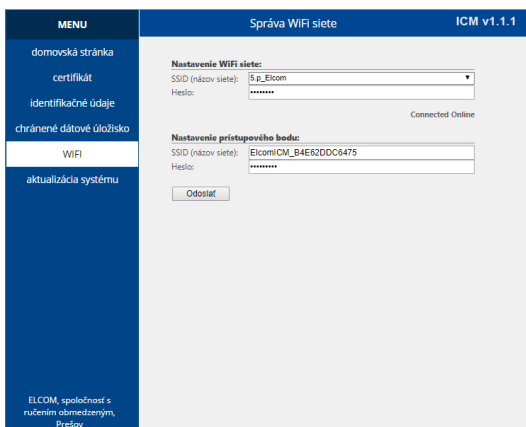 MENU
Správa WiFi siete
ICM v1.1.1
domovská stránka
certifikát
identifikačné údaje
chránené dátové úložisko
WIFI
aktualizácia systému
Nastavenie WiFi siete:
SSID (názov siete): 5.p_Elcom
Heslo: ••••••••
Connected Online
Nastavenie prístupového bodu:
SSID (názov siete): ElcomICM_B4E62DDC6475
Heslo: •••••••••
Odoslať
ELCOM, spoločnosť s
ručením obmedzeným,
Prešov